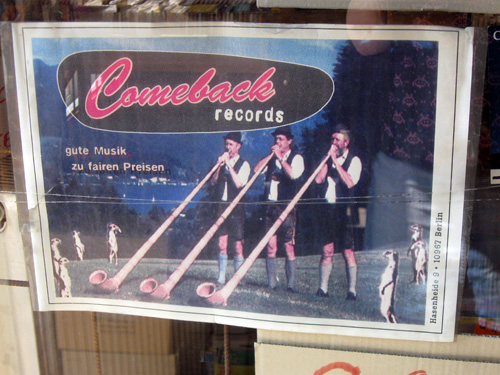 Comeback
records
gute Musik
zu fairen Preisen
Hasenheide 9 • 10967 Berlin